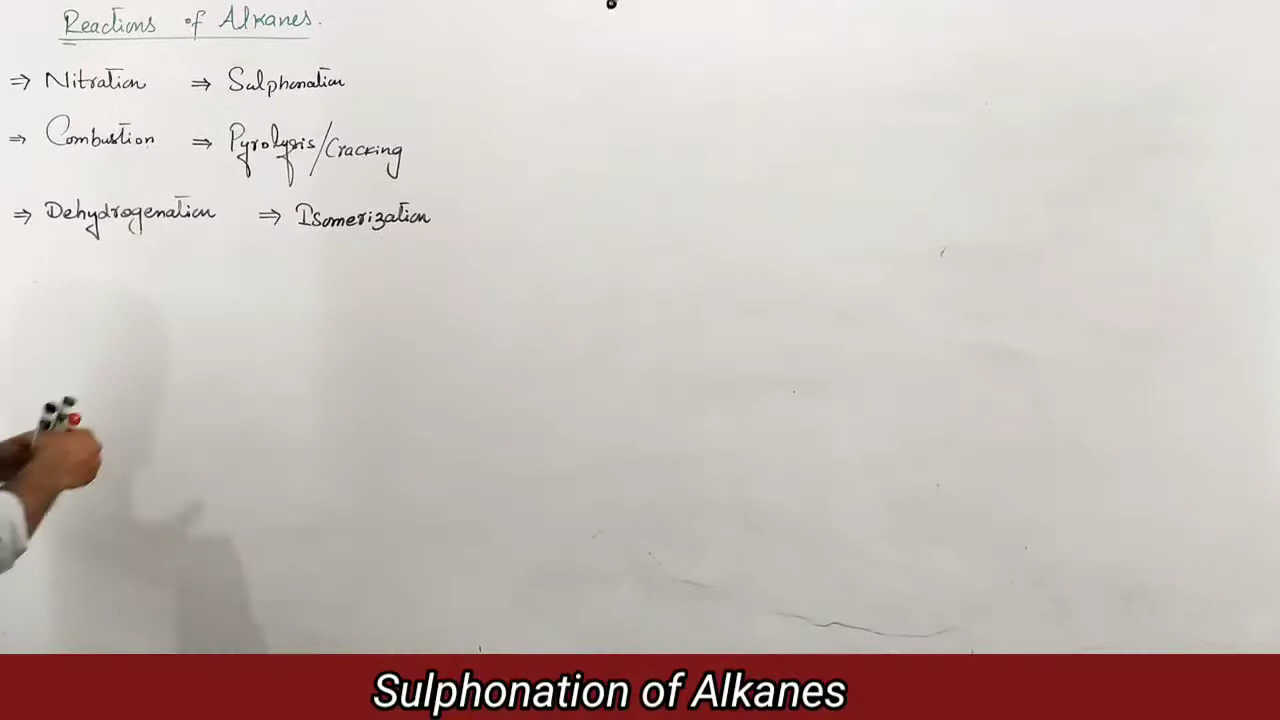 Reactions of Alkanes.
⇒ Nitration ⇒ Sulphonation
⇒ Combustion ⇒ Pyrolysis/Cracking
⇒ Dehydrogenation ⇒ Isomerization
Sulphonation of Alkanes